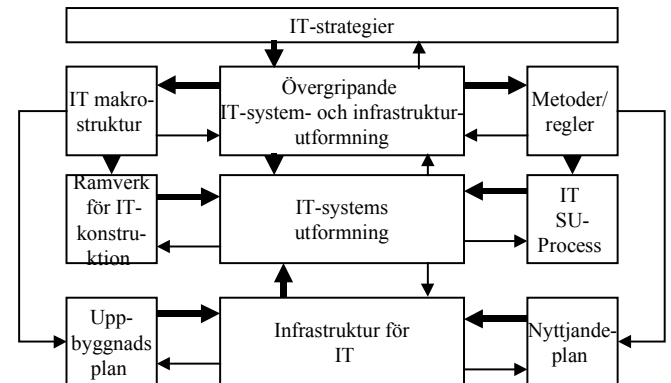 IT-strategier
IT makro-
struktur
Övergripande
IT-system- och infrastruktur-
utformning
Metoder/
regler
Ramverk
för IT-
konstru-
ktion
IT-systems
utformning
IT
SU-
Process
Upp-
byggnads
plan
Infrastruktur för
IT
Nyttjande-
plan